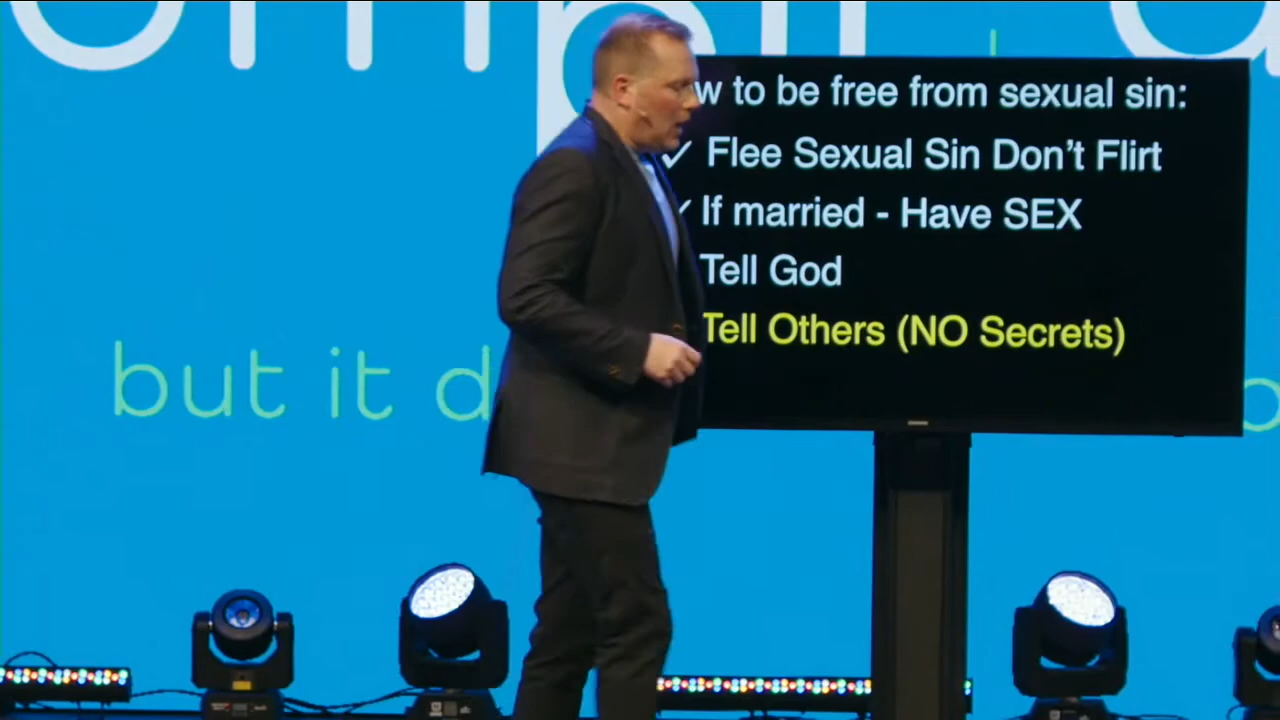 w to be free from sexual sin:
✓ Flee Sexual Sin Don't Flirt
✓ If married - Have SEX
Tell God
Tell Others (NO Secrets)
but it d